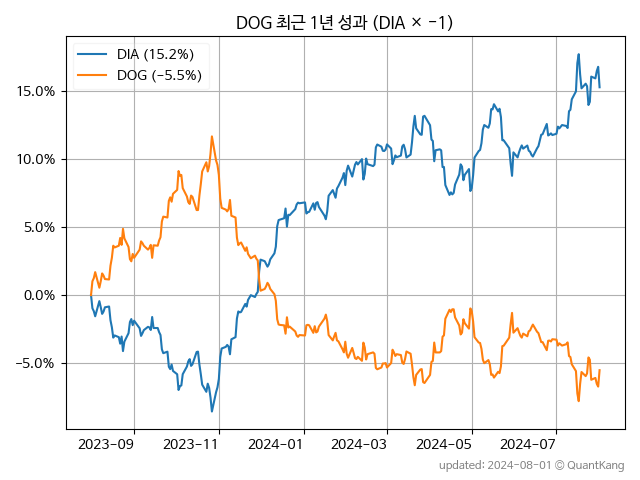 DOG 최근 1년 성과 (DIA × −1)
DIA (15.2%)
DOG (−5.5%)
15.0%
10.0%
5.0%
0.0%
−5.0%
2023−09 2023−11 2024−01 2024−03 2024−05 2024−07
updated: 2024−08−01 © QuantKang